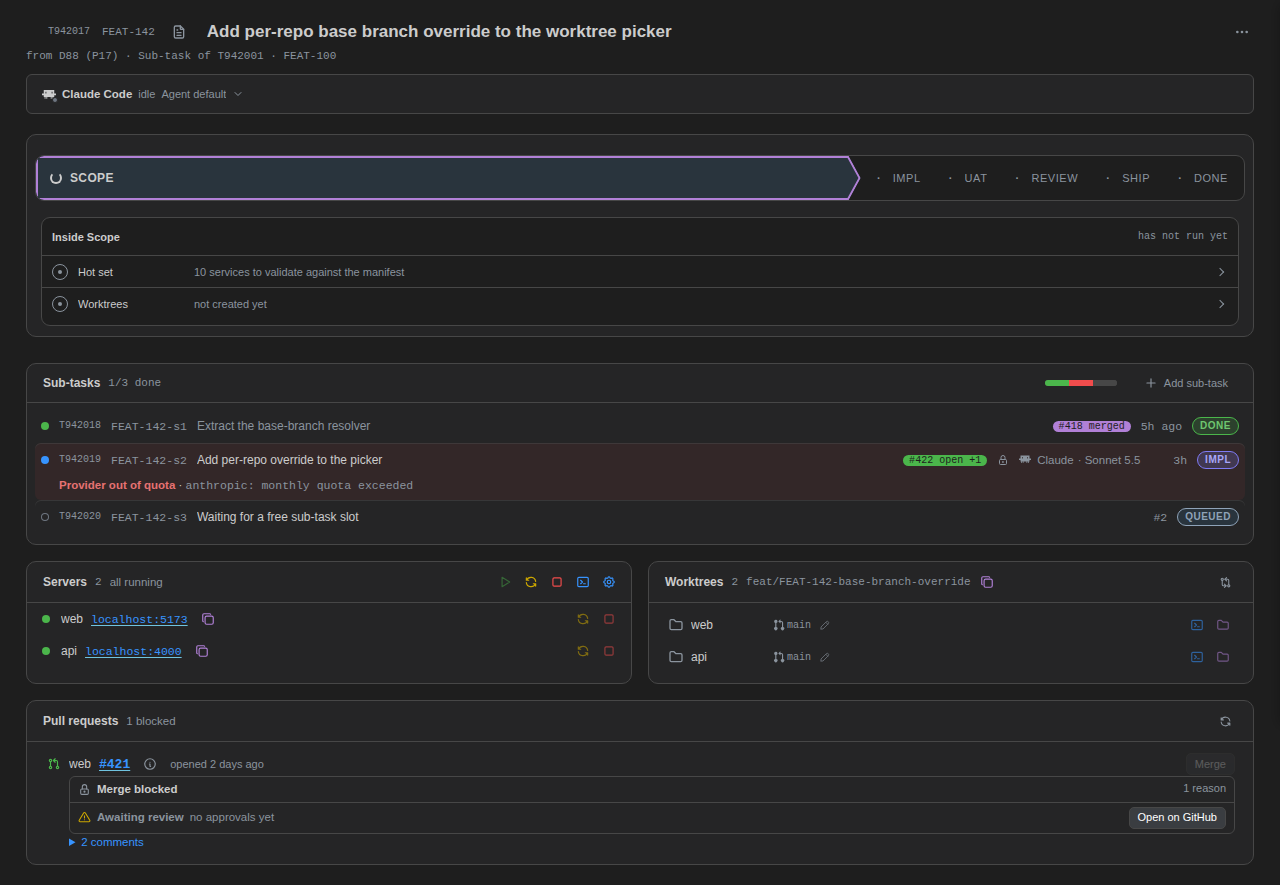 T942017 FEAT-142 Add per-repo base branch override to the worktree picker
from D88 (P17) · Sub-task of T942001 · FEAT-100
Claude Code idle Agent default
SCOPE · IMPL · UAT · REVIEW · SHIP · DONE
Inside Scope has not run yet
Hot set 10 services to validate against the manifest
Worktrees not created yet
Sub-tasks 1/3 done Add sub-task
T942018 FEAT-142-s1 Extract the base-branch resolver #418 merged 5h ago DONE
T942019 FEAT-142-s2 Add per-repo override to the picker #422 open +1 Claude · Sonnet 5.5 3h IMPL
Provider out of quota · anthropic: monthly quota exceeded
T942020 FEAT-142-s3 Waiting for a free sub-task slot #2 QUEUED
Servers 2 all running
web localhost:5173
api localhost:4000
Worktrees 2 feat/FEAT-142-base-branch-override
web main
api main
Pull requests 1 blocked
web #421 opened 2 days ago Merge
Merge blocked 1 reason
Awaiting review no approvals yet Open on GitHub
2 comments